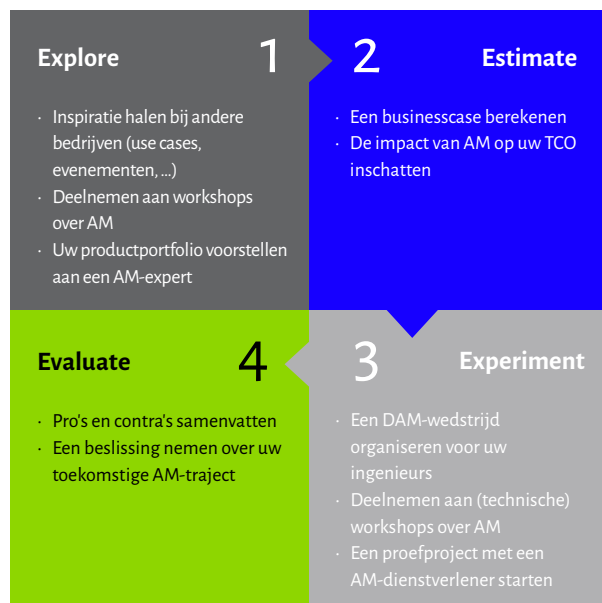 Explore 1
· Inspiratie halen bij andere
bedrijven (use cases,
evenementen, ...)
· Deelnemen aan workshops
over AM
· Uw productportfolio voorstellen
aan een AM-expert
2 Estimate
· Een businesscase berekenen
· De impact van AM op uw TCO
inschatten
3 Experiment
· Een DAM-wedstrijd
organiseren voor uw
ingenieurs
· Deelnemen aan (technische)
workshops over AM
· Een proefproject met een
AM-dienstverlener starten
Evaluate 4
· Pro's en contra's samenvatten
· Een beslissing nemen over uw
toekomstige AM-traject